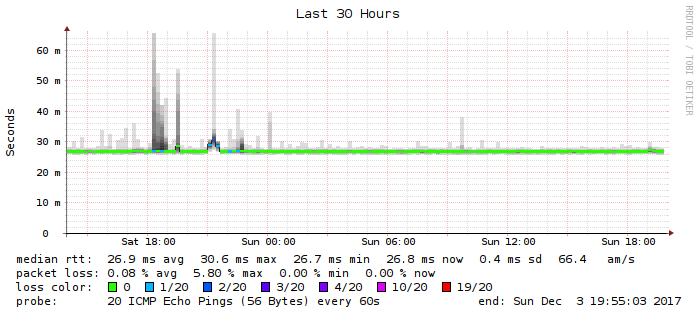 Last 30 Hours
RRDTOOL / TOBI OETIKER
Seconds
60 m
50 m
40 m
30 m
20 m
10 m
0
Sat 18:00 Sun 00:00 Sun 06:00 Sun 12:00 Sun 18:00
median rtt: 26.9 ms avg 30.6 ms max 26.7 ms min 26.8 ms now 0.4 ms sd 66.4 am/s
packet loss: 0.08 % avg 5.80 % max 0.00 % min 0.00 % now
loss color: 0 1/20 2/20 3/20 4/20 10/20 19/20
probe: 20 ICMP Echo Pings (56 Bytes) every 60s end: Sun Dec 3 19:55:03 2017